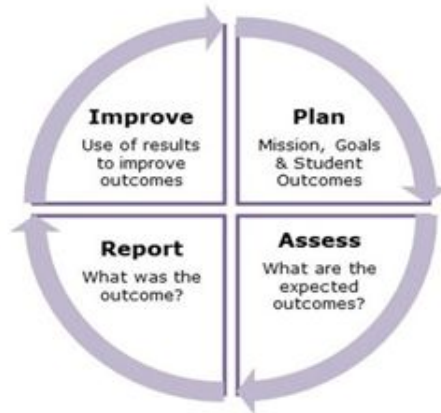 Improve
Use of results
to improve
outcomes
Plan
Mission, Goals
& Student
Outcomes
Report
What was the
outcome?
Assess
What are the
expected
outcomes?